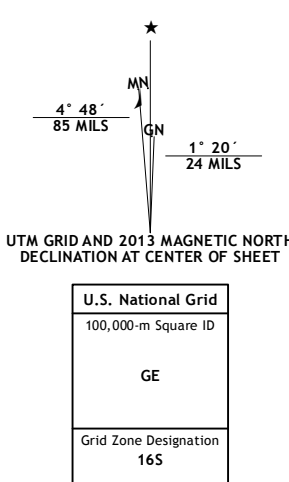 MN
GN
4° 48´
85 MILS
1° 20´
24 MILS
UTM GRID AND 2013 MAGNETIC NORTH
DECLINATION AT CENTER OF SHEET
U.S. National Grid
100,000-m Square ID
GE
Grid Zone Designation
16S